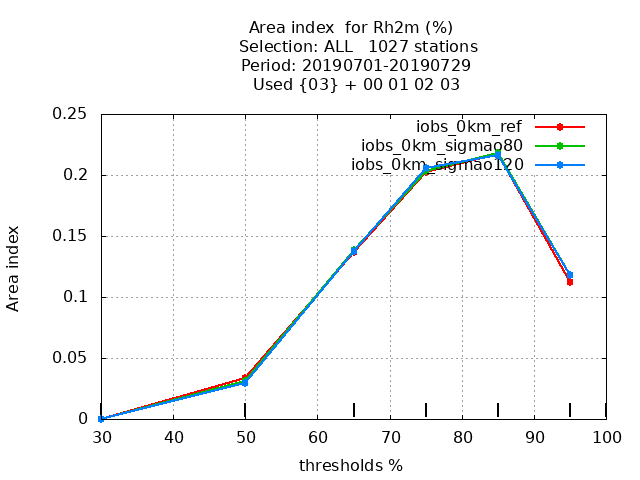 Area index  for Rh2m (%)
Selection: ALL   1027 stations
Period: 20190701-20190729
Used {03} + 00 01 02 03
iobs_0km_ref
iobs_0km_sigmao80
iobs_0km_sigmao120
Area index
0.25
0.2
0.15
0.1
0.05
0
30 40 50 60 70 80 90 100
thresholds %